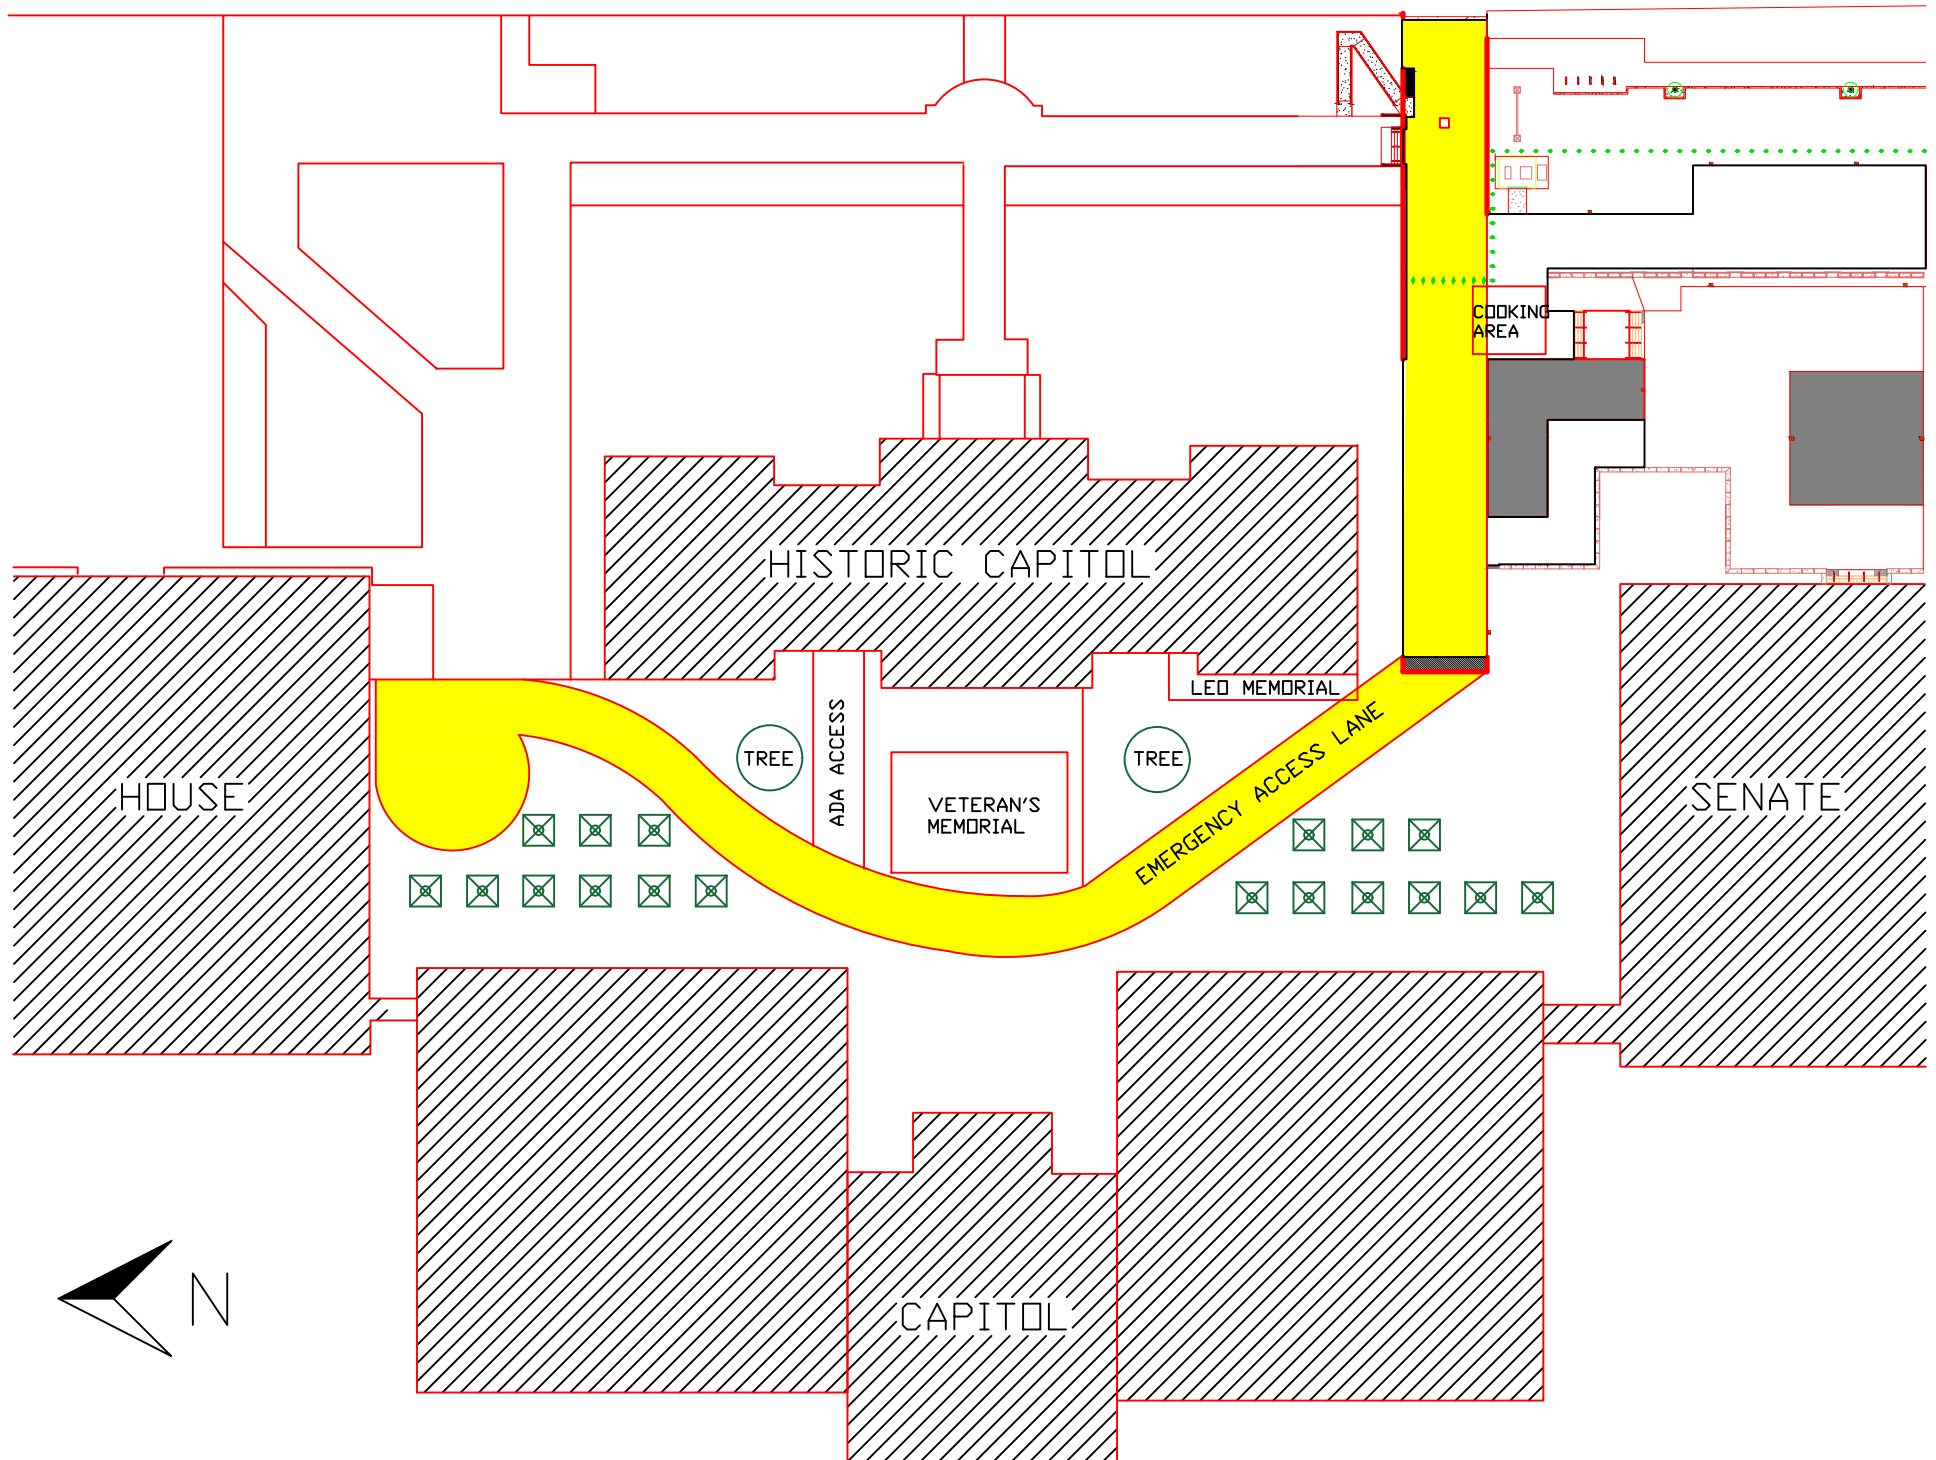 COOKING
AREA
HISTORIC CAPITOL
LEO MEMORIAL
ADA ACCESS
TREE
TREE
VETERAN'S
MEMORIAL
EMERGENCY ACCESS LANE
HOUSE
SENATE
CAPITOL
N